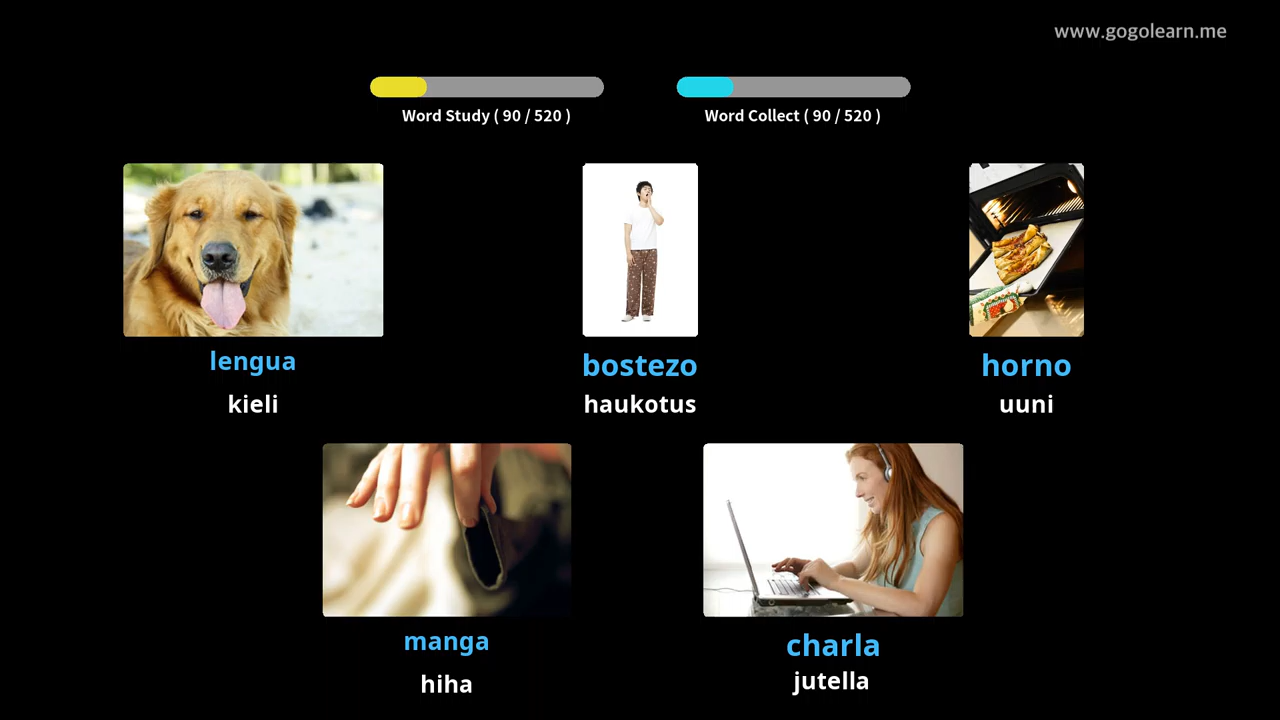 www.gogolearn.me
Word Study ( 90 / 520 )
Word Collect ( 90 / 520 )
lengua
kieli
bostezo
haukotus
horno
uuni
manga
hiha
charla
jutella